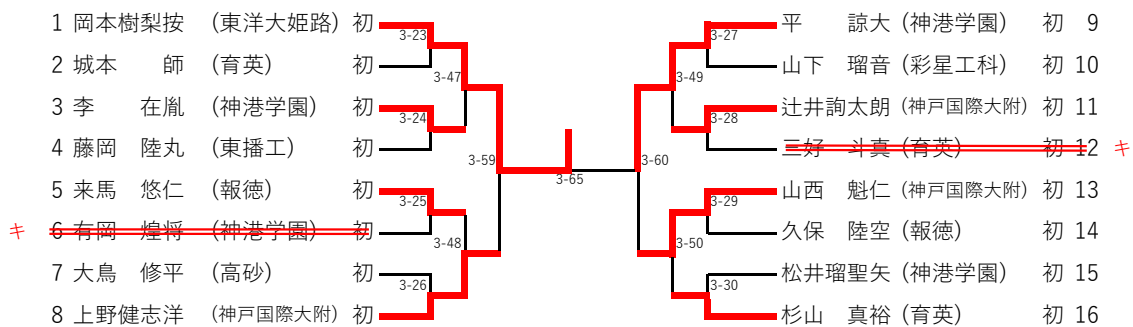 1 岡本樹梨按 (東洋大姫路) 初
2 城本 師 (育英) 初
3 李 在胤 (神港学園) 初
4 藤岡 陸丸 (東播工) 初
5 来馬 悠仁 (報徳) 初
キ 6 有岡 煌将 (神港学園) 初
7 大鳥 修平 (高砂) 初
8 上野健志洋 (神戸国際大附) 初
3-23
3-24
3-25
3-26
3-47
3-48
3-59
3-65
3-60
3-49
3-50
3-27
3-28
3-29
3-30
平 諒大 (神港学園) 初 9
山下 瑠音 (彩星工科) 初 10
辻井詢太朗 (神戸国際大附) 初 11
三好 斗真 (育英) 初 12 キ
山西 魁仁 (神戸国際大附) 初 13
久保 陸空 (報徳) 初 14
松井瑠聖矢 (神港学園) 初 15
杉山 真裕 (育英) 初 16